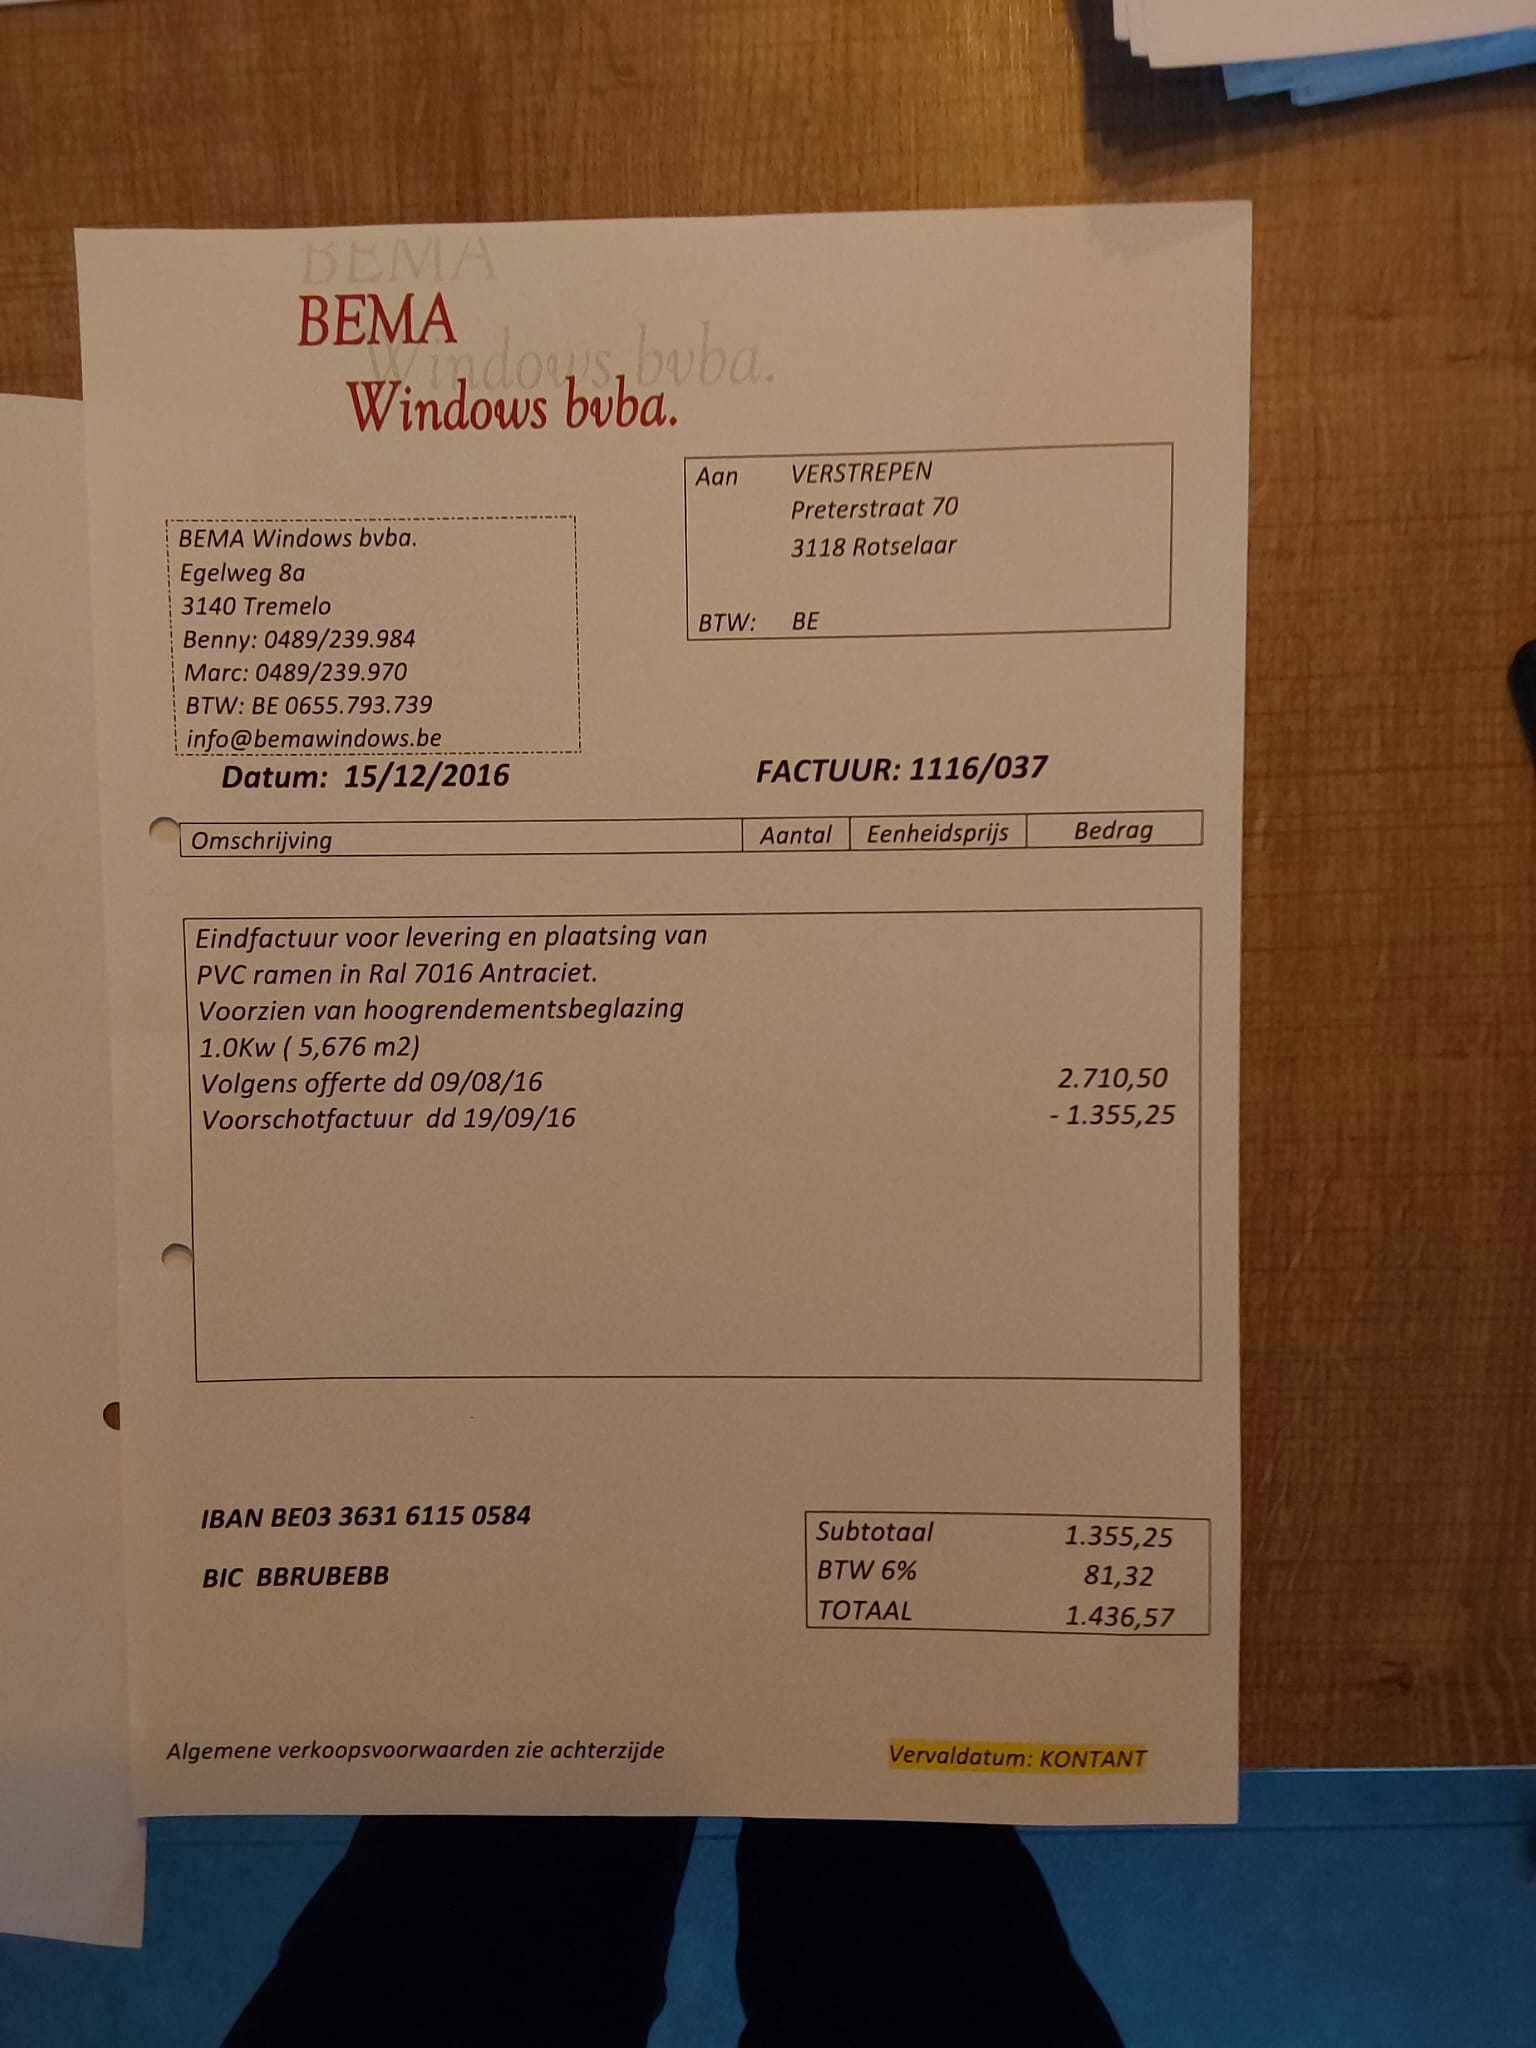 BEMA
BEMA
Windows bvba.
Windows bvba.
Aan VERSTREPEN
Preterstraat 70
3118 Rotselaar
BTW: BE
BEMA Windows bvba.
Egelweg 8a
3140 Tremelo
Benny: 0489/239.984
Marc: 0489/239.970
BTW: BE 0655.793.739
info@bemawindows.be
Datum: 15/12/2016 FACTUUR: 1116/037
Omschrijving Aantal Eenheidsprijs Bedrag
Eindfactuur voor levering en plaatsing van
PVC ramen in Ral 7016 Antraciet.
Voorzien van hoogrendementsbeglazing
1.0Kw ( 5,676 m2)
Volgens offerte dd 09/08/16 2.710,50
Voorschotfactuur dd 19/09/16 - 1.355,25
IBAN BE03 3631 6115 0584
BIC BBRUBEBB
Subtotaal 1.355,25
BTW 6% 81,32
TOTAAL 1.436,57
Algemene verkoopsvoorwaarden zie achterzijde Vervaldatum: KONTANT